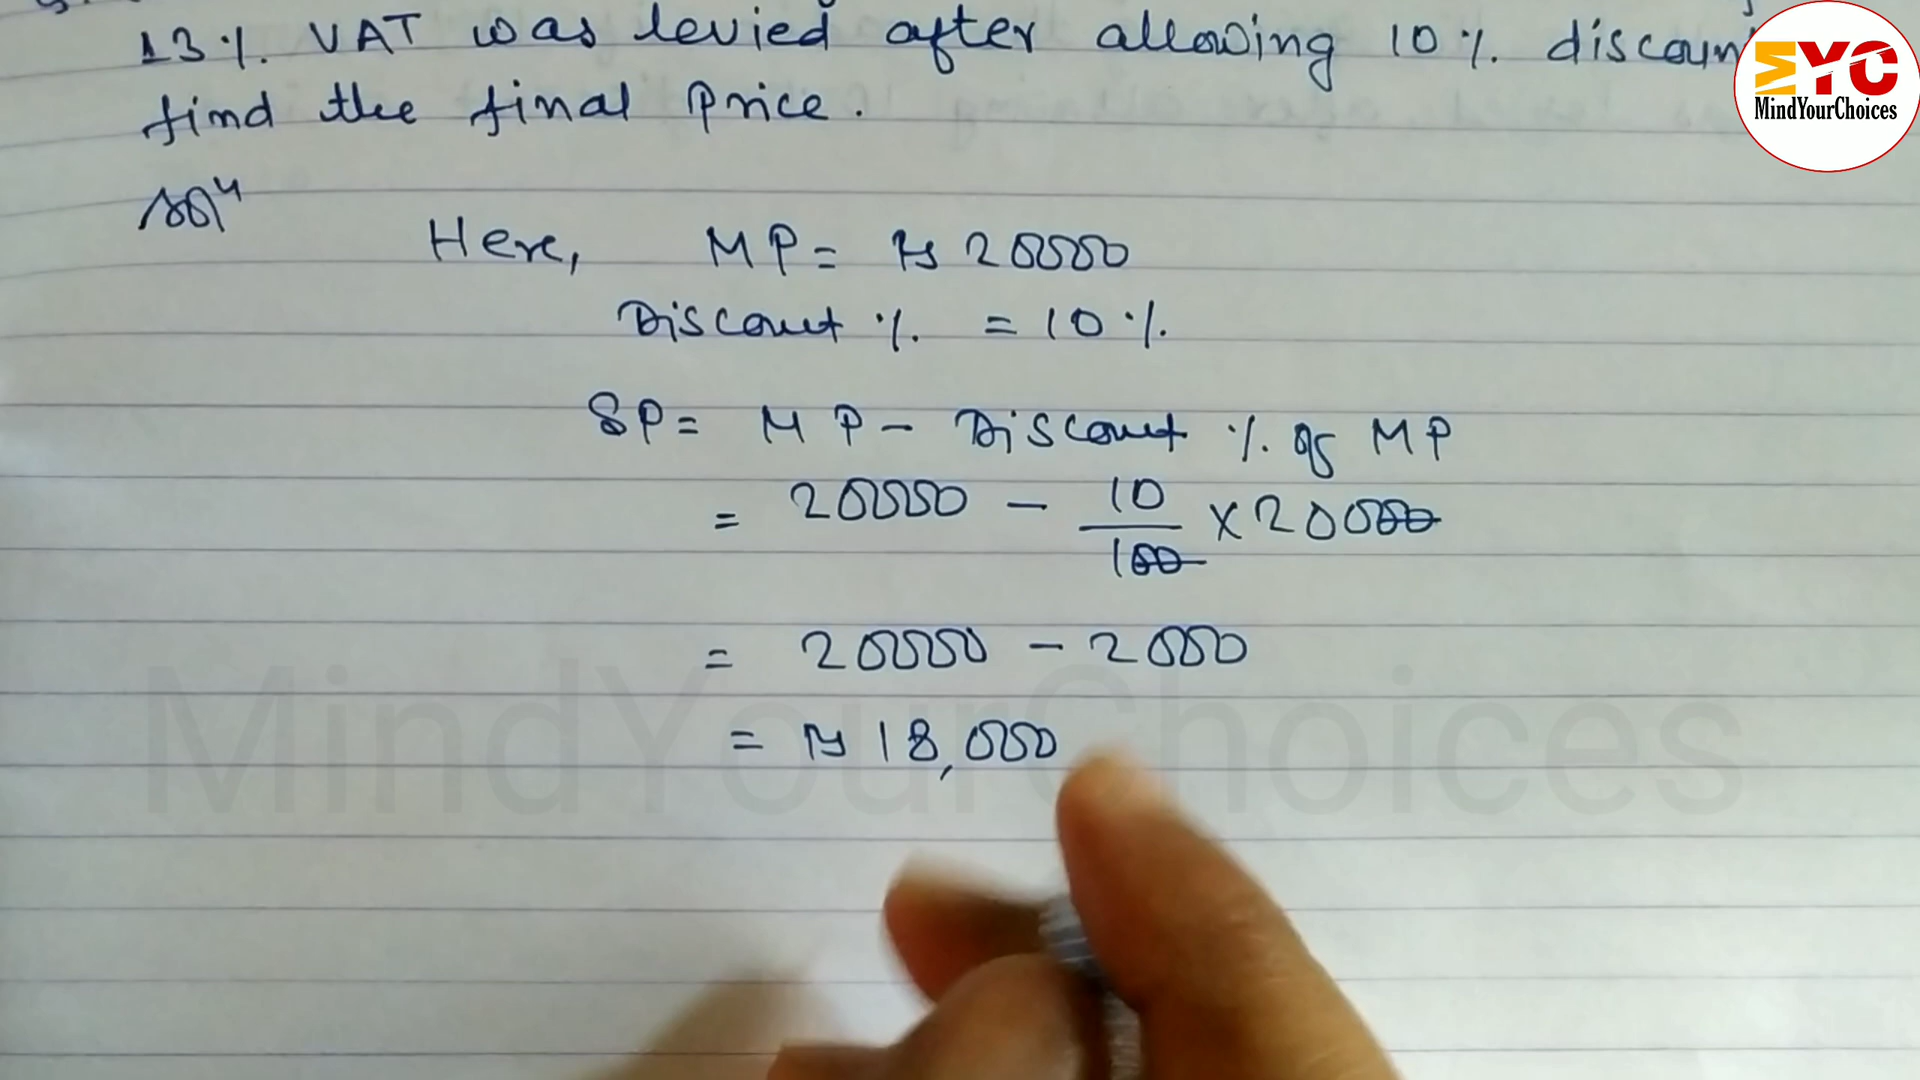 13% VAT was levied after allowing 10% discoun
find the final price.
Solⁿ
Here, MP = Rs 20000
Discount % = 10%
SP = MP - Discount % of MP
= 20000 - 10/100 × 20000
= 20000 - 2000
= Rs 18,000
MYC
MindYourChoices
MindYourChoices